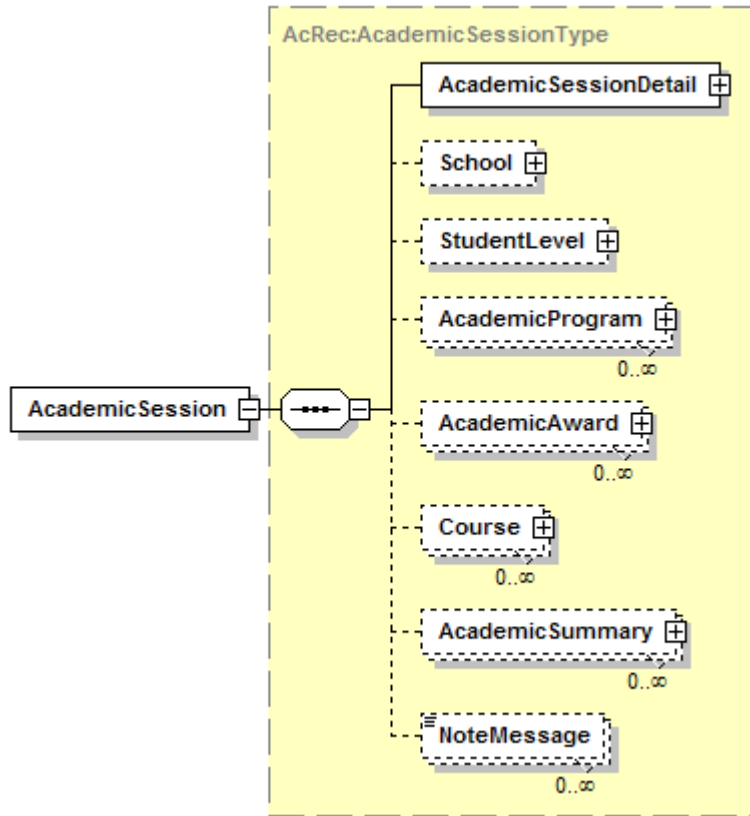 AcRec:AcademicSessionType
AcademicSessionDetail
School
StudentLevel
AcademicProgram
0..∞
AcademicSession
AcademicAward
0..∞
Course
0..∞
AcademicSummary
0..∞
NoteMessage
0..∞